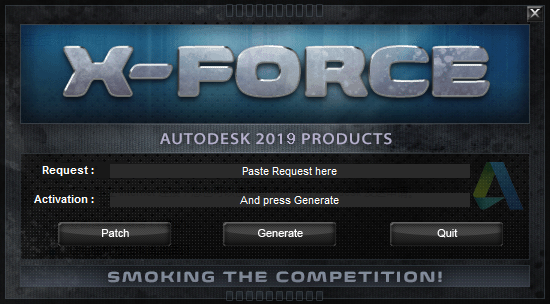 X-FORCE
AUTODESK 2019 PRODUCTS
Request : Paste Request here
Activation : And press Generate
Patch Generate Quit
SMOKING THE COMPETITION!